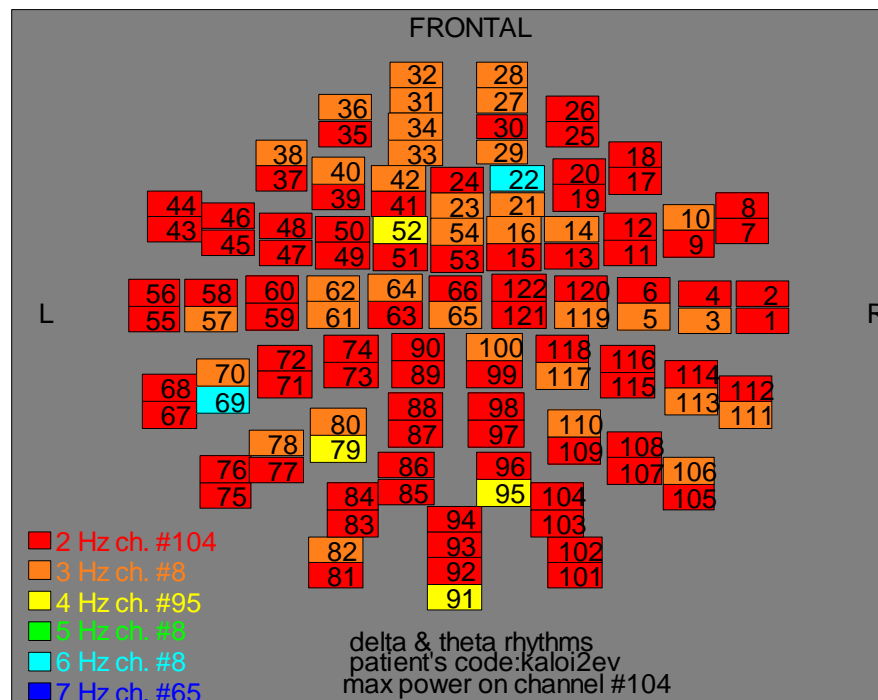 FRONTAL
32 28
31 27
36 34 30 26
35 33 29 25
38 40 42 24 22 20 18
37 39 41 23 21 19 17
44 46 48 50 52 54 16 14 12 10 8
43 45 47 49 51 53 15 13 11 9 7
L 56 58 60 62 64 66 122 120 6 4 2 R
55 57 59 61 63 65 121 119 5 3 1
68 70 72 74 90 100 118 116 114 112
67 69 71 73 89 99 117 115 113 111
78 80 88 98 110 108
77 79 87 97 109 107
76 86 96 106
75 85 95 105
84 94 104
83 93 103
82 92 102
81 91 101
2 Hz ch. #104
3 Hz ch. #8
4 Hz ch. #95
5 Hz ch. #8
6 Hz ch. #8
7 Hz ch. #65
delta & theta rhythms
patient's code:kaloi2ev
max power on channel #104